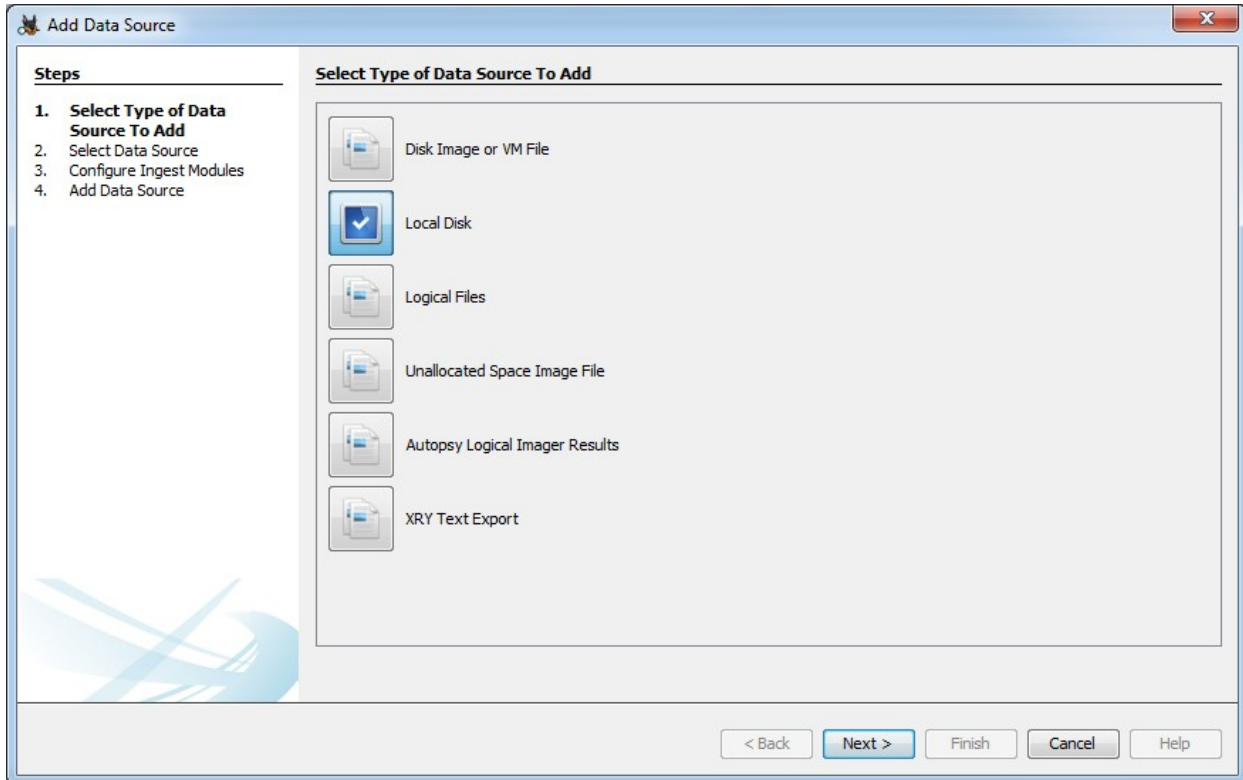 Add Data Source
Steps
1. Select Type of Data
Source To Add
2. Select Data Source
3. Configure Ingest Modules
4. Add Data Source
Select Type of Data Source To Add
Disk Image or VM File
Local Disk
Logical Files
Unallocated Space Image File
Autopsy Logical Imager Results
XRY Text Export
< Back Next > Finish Cancel Help